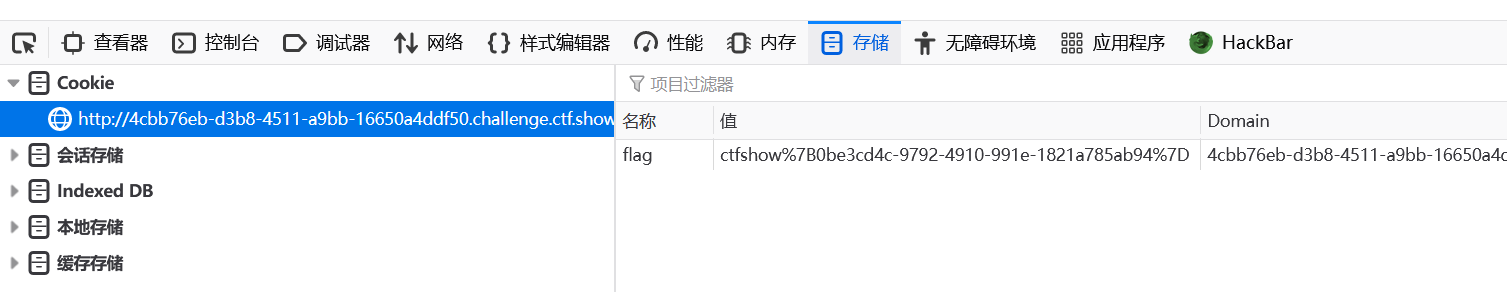 查看器 控制台 调试器 网络 样式编辑器 性能 内存 存储 无障碍环境 应用程序 HackBar
Cookie 项目过滤器
http://4cbb76eb-d3b8-4511-a9bb-16650a4ddf50.challenge.ctf.show 名称 值 Domain
会话存储 flag ctfshow%7B0be3cd4c-9792-4910-991e-1821a785ab94%7D 4cbb76eb-d3b8-4511-a9bb-16650a4c
Indexed DB
本地存储
缓存存储